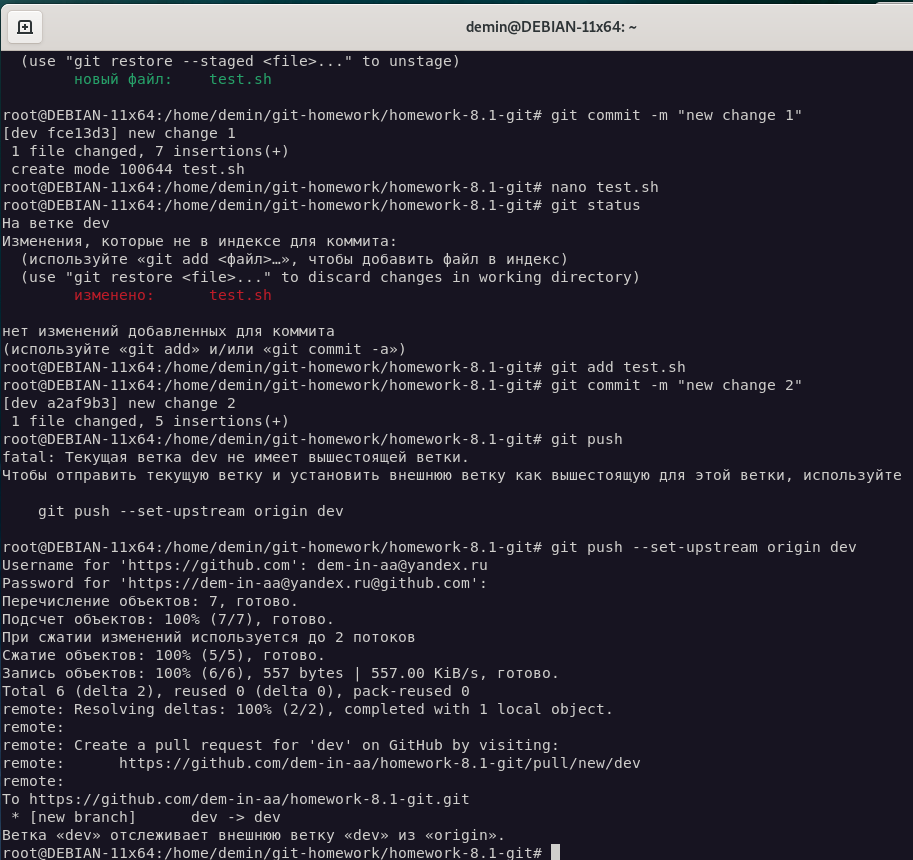 demin@DEBIAN-11x64: ~
(use "git restore --staged <file>..." to unstage)
новый файл:    test.sh
root@DEBIAN-11x64:/home/demin/git-homework/homework-8.1-git# git commit -m "new change 1"
[dev fce13d3] new change 1
1 file changed, 7 insertions(+)
create mode 100644 test.sh
root@DEBIAN-11x64:/home/demin/git-homework/homework-8.1-git# nano test.sh
root@DEBIAN-11x64:/home/demin/git-homework/homework-8.1-git# git status
На ветке dev
Изменения, которые не в индексе для коммита:
(используйте «git add <файл>…», чтобы добавить файл в индекс)
(use "git restore <file>..." to discard changes in working directory)
изменено:      test.sh
нет изменений добавленных для коммита
(используйте «git add» и/или «git commit -a»)
root@DEBIAN-11x64:/home/demin/git-homework/homework-8.1-git# git add test.sh
root@DEBIAN-11x64:/home/demin/git-homework/homework-8.1-git# git commit -m "new change 2"
[dev a2af9b3] new change 2
1 file changed, 5 insertions(+)
root@DEBIAN-11x64:/home/demin/git-homework/homework-8.1-git# git push
fatal: Текущая ветка dev не имеет вышестоящей ветки.
Чтобы отправить текущую ветку и установить внешнюю ветку как вышестоящую для этой ветки, используйте
git push --set-upstream origin dev
root@DEBIAN-11x64:/home/demin/git-homework/homework-8.1-git# git push --set-upstream origin dev
Username for 'https://github.com': dem-in-aa@yandex.ru
Password for 'https://dem-in-aa@yandex.ru@github.com':
Перечисление объектов: 7, готово.
Подсчет объектов: 100% (7/7), готово.
При сжатии изменений используется до 2 потоков
Сжатие объектов: 100% (5/5), готово.
Запись объектов: 100% (6/6), 557 bytes | 557.00 KiB/s, готово.
Total 6 (delta 2), reused 0 (delta 0), pack-reused 0
remote: Resolving deltas: 100% (2/2), completed with 1 local object.
remote:
remote: Create a pull request for 'dev' on GitHub by visiting:
remote:      https://github.com/dem-in-aa/homework-8.1-git/pull/new/dev
remote:
To https://github.com/dem-in-aa/homework-8.1-git.git
* [new branch]      dev -> dev
Ветка «dev» отслеживает внешнюю ветку «dev» из «origin».
root@DEBIAN-11x64:/home/demin/git-homework/homework-8.1-git#